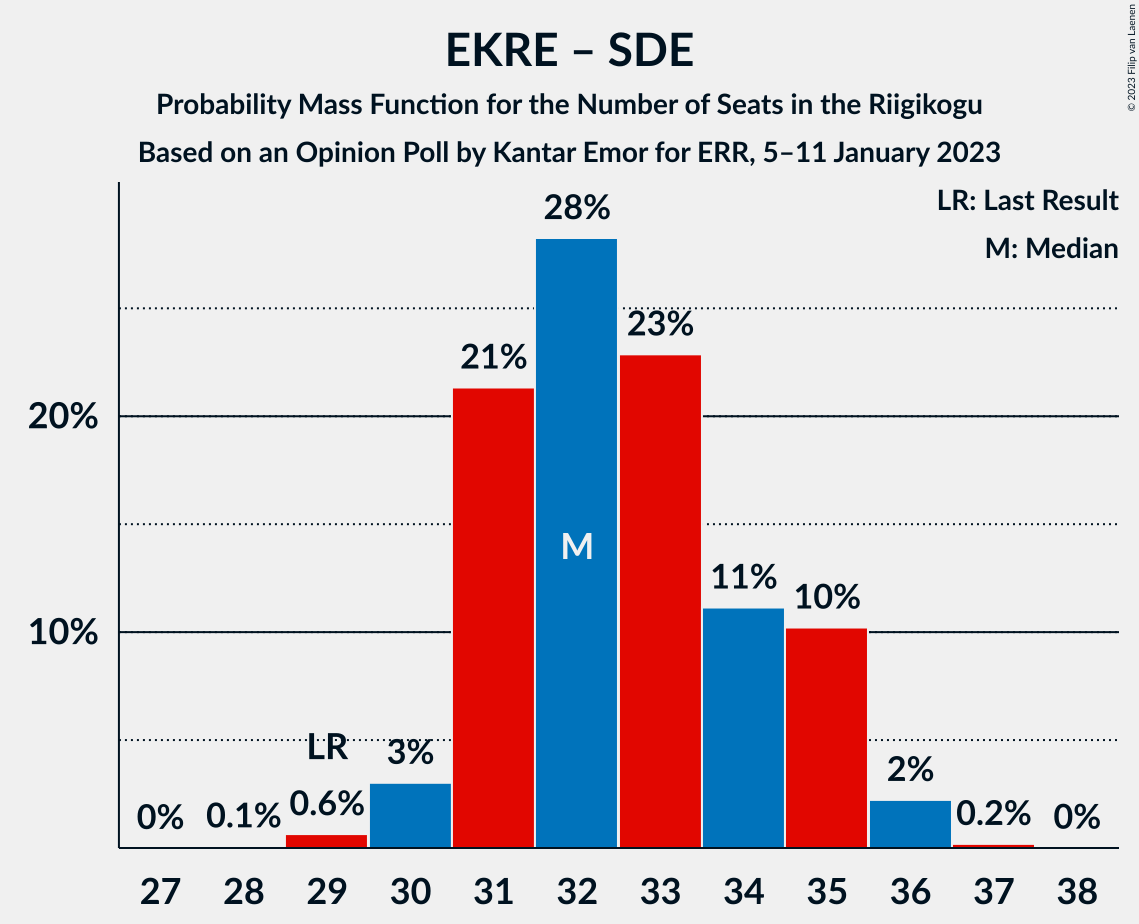 EKRE – SDE
Probability Mass Function for the Number of Seats in the Riigikogu
Based on an Opinion Poll by Kantar Emor for ERR, 5–11 January 2023
© 2023 Filip van Laenen
LR: Last Result
M: Median
28%
23%
21%
20%
M
11%
10%
10%
LR
3%
2%
0%
0.1%
0.6%
0.2%
0%
27 28 29 30 31 32 33 34 35 36 37 38